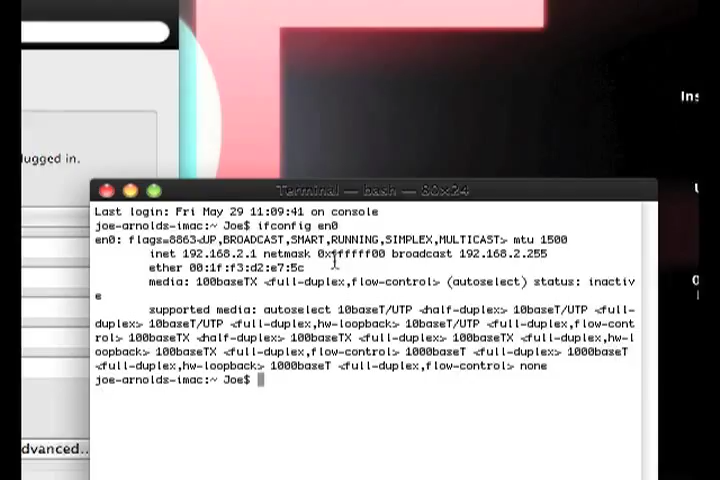 Ins
lugged in.
Terminal — bash — 80×24
Last login: Fri May 29 11:09:41 on console
joe-arnolds-imac:~ Joe$ ifconfig en0
en0: flags=8863<UP,BROADCAST,SMART,RUNNING,SIMPLEX,MULTICAST> mtu 1500
inet 192.168.2.1 netmask 0xffffff00 broadcast 192.168.2.255
ether 00:1f:f3:d2:e7:5c
media: 100baseTX <full-duplex,flow-control> (autoselect) status: inactiv
e
supported media: autoselect 10baseT/UTP <half-duplex> 10baseT/UTP <full-
duplex> 10baseT/UTP <full-duplex,hw-loopback> 10baseT/UTP <full-duplex,flow-cont
rol> 100baseTX <half-duplex> 100baseTX <full-duplex> 100baseTX <full-duplex,hw-l
oopback> 100baseTX <full-duplex,flow-control> 1000baseT <full-duplex> 1000baseT
<full-duplex,hw-loopback> 1000baseT <full-duplex,flow-control> none
joe-arnolds-imac:~ Joe$
dvanced..